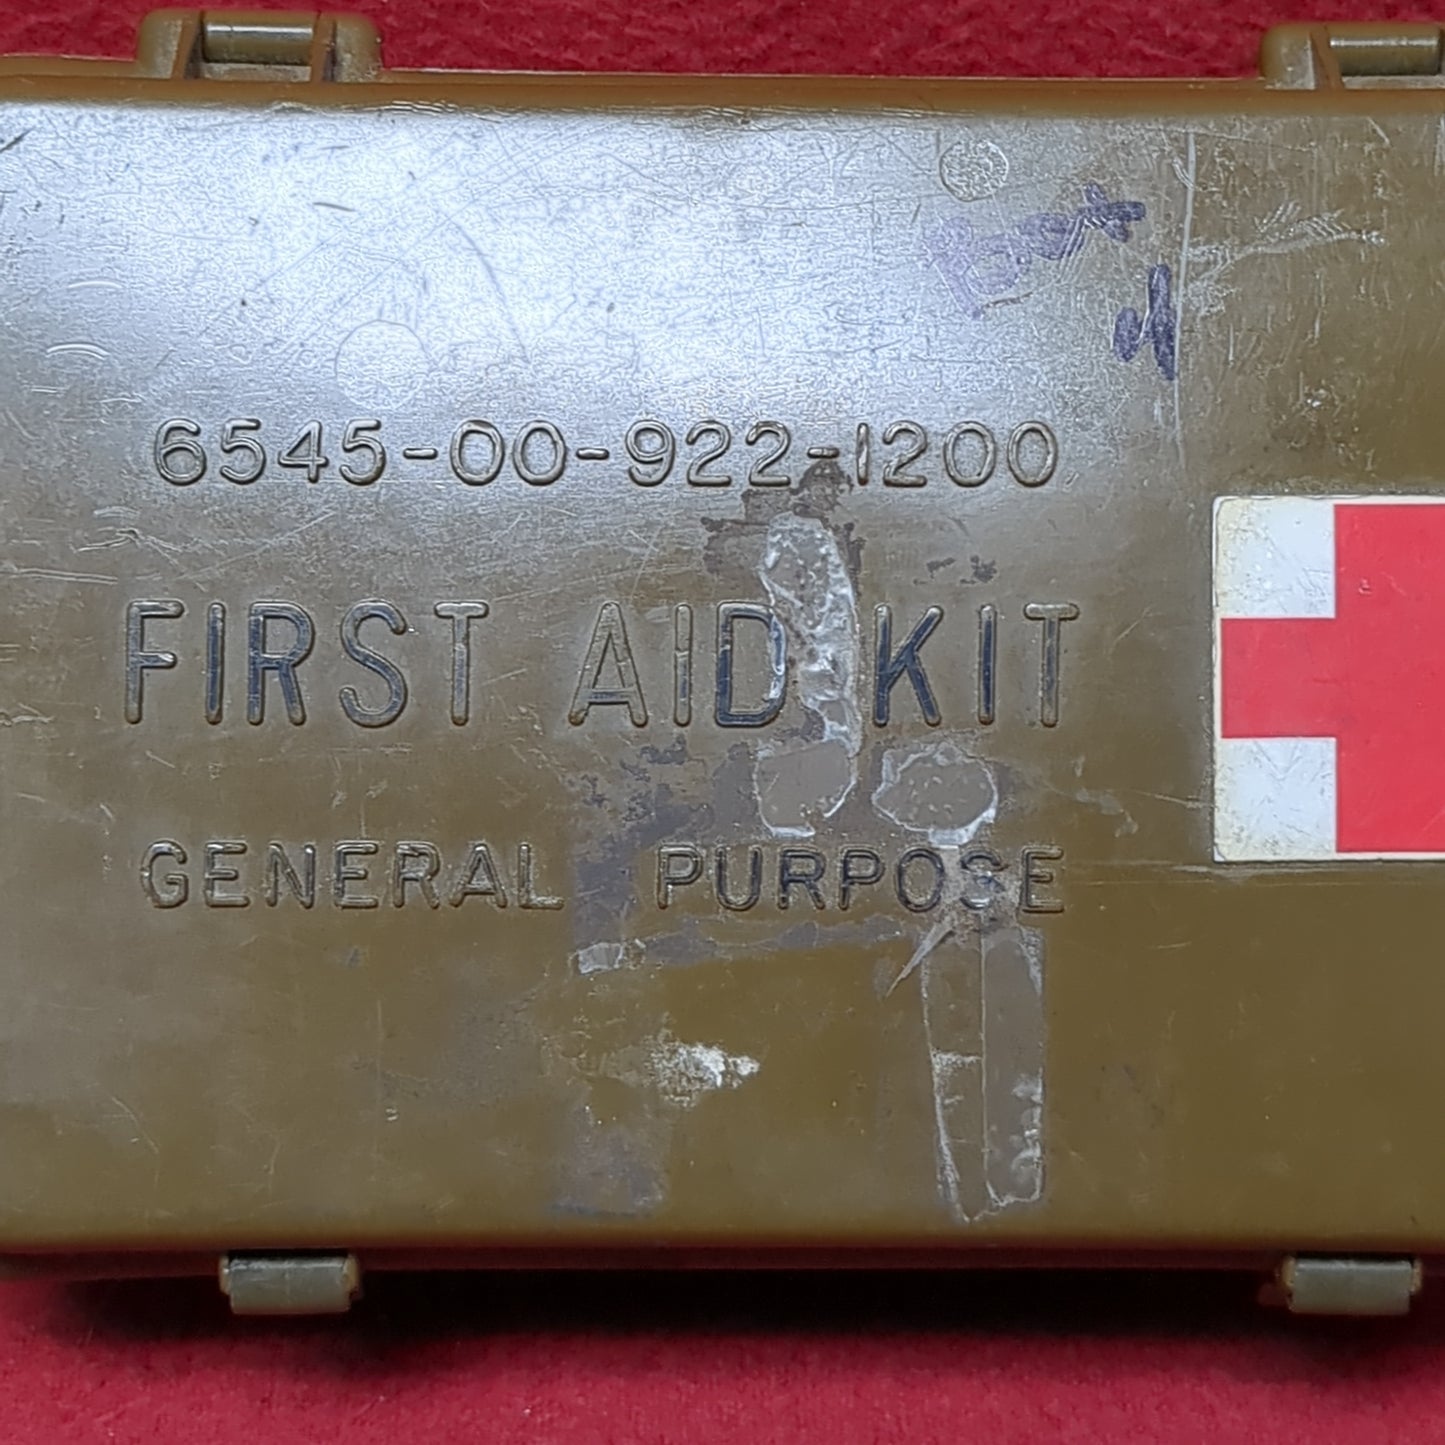 6545-00-922-1200
FIRST AID KIT
GENERAL PURPOSE